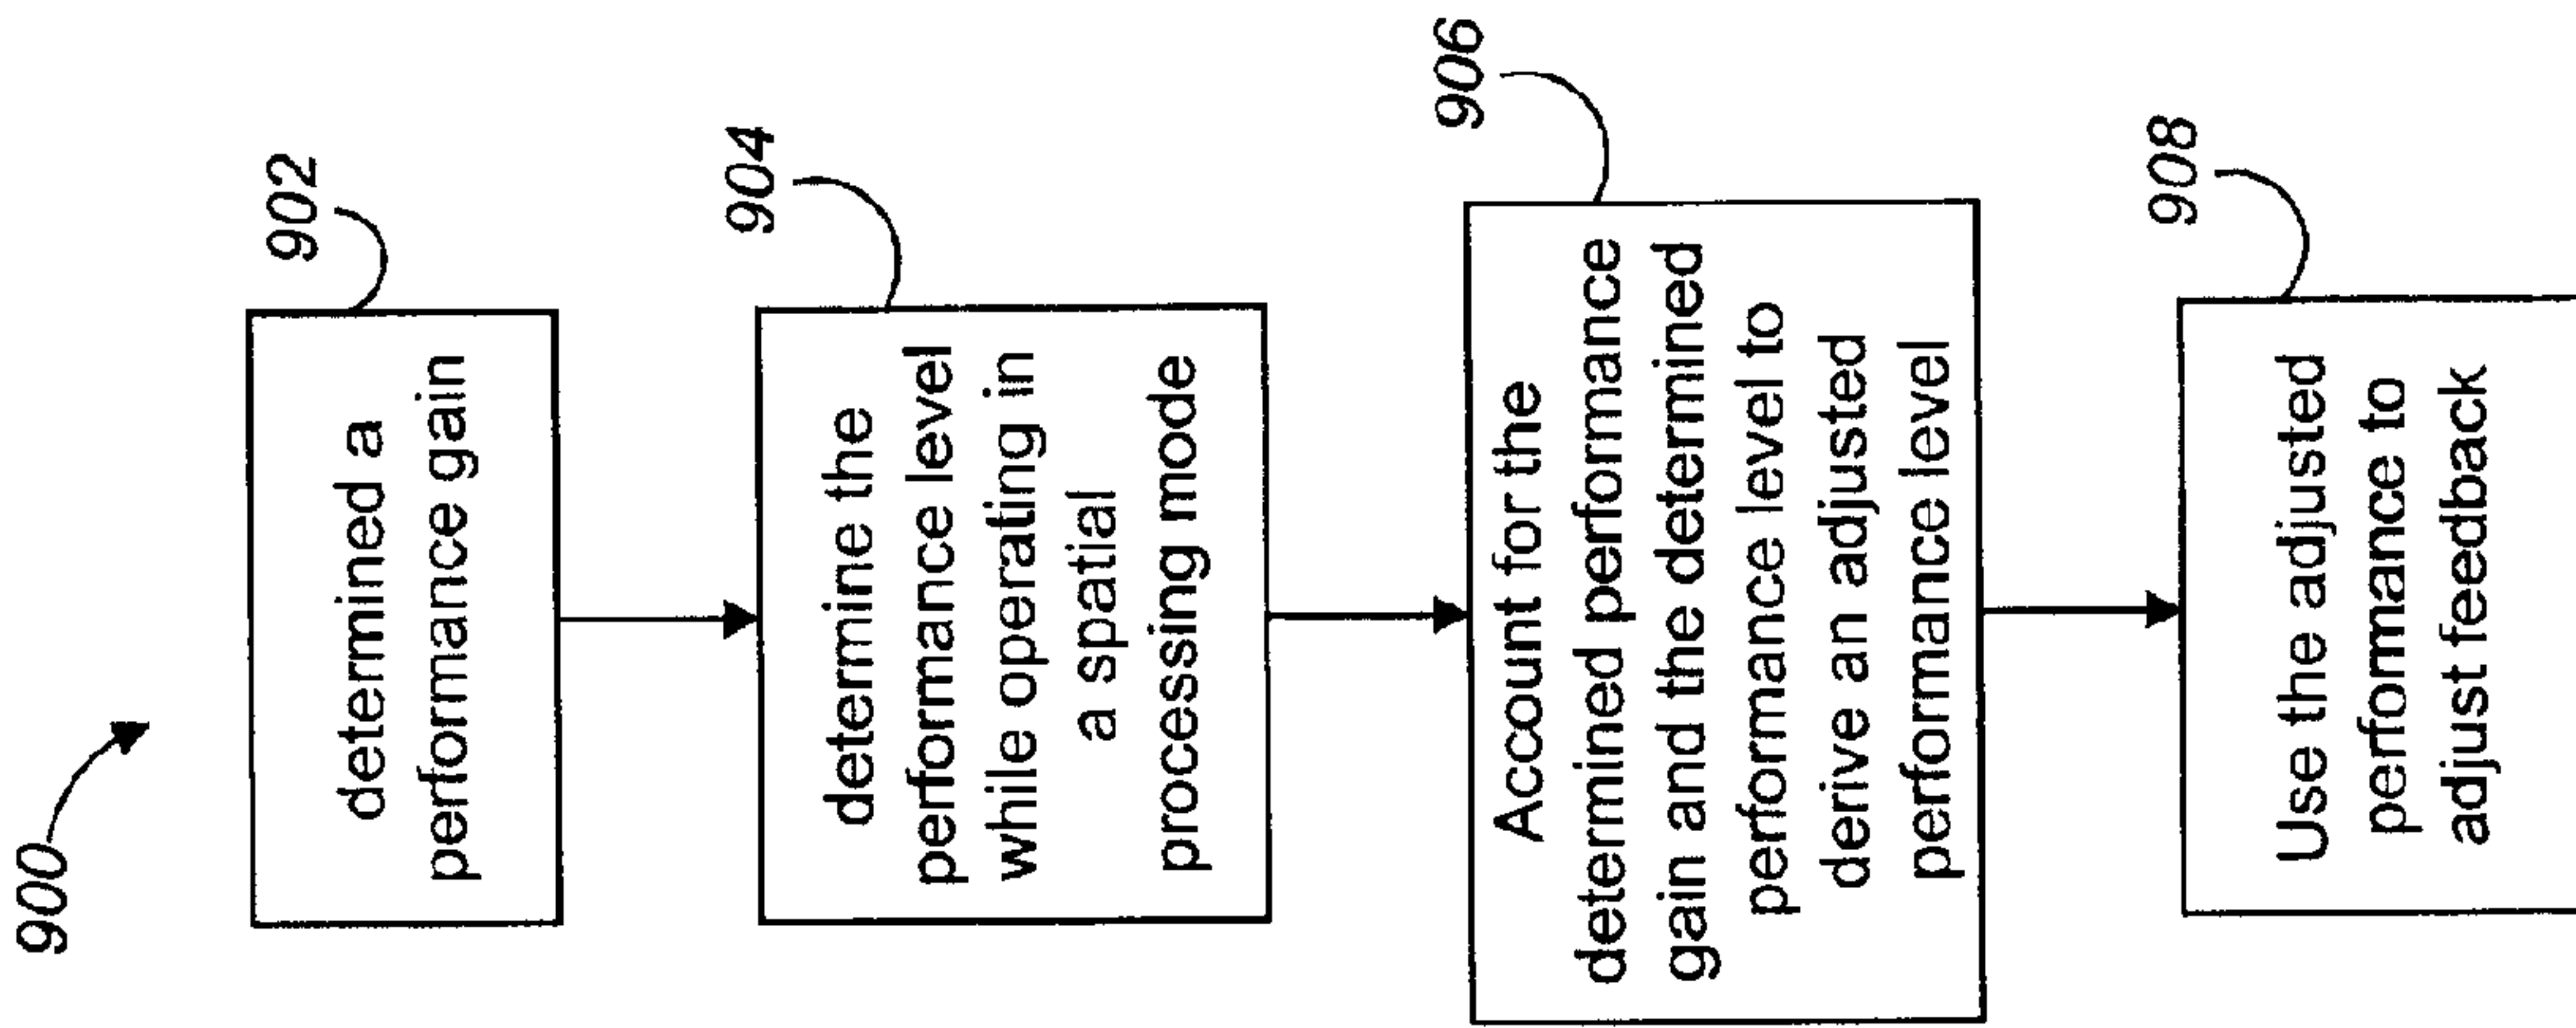 900
902
determined a
performance gain
904
determine the
performance level
while operating in
a spatial
processing mode
906
Account for the
determined performance
gain and the determined
performance level to
derive an adjusted
performance level
908
Use the adjusted
performance to
adjust feedback